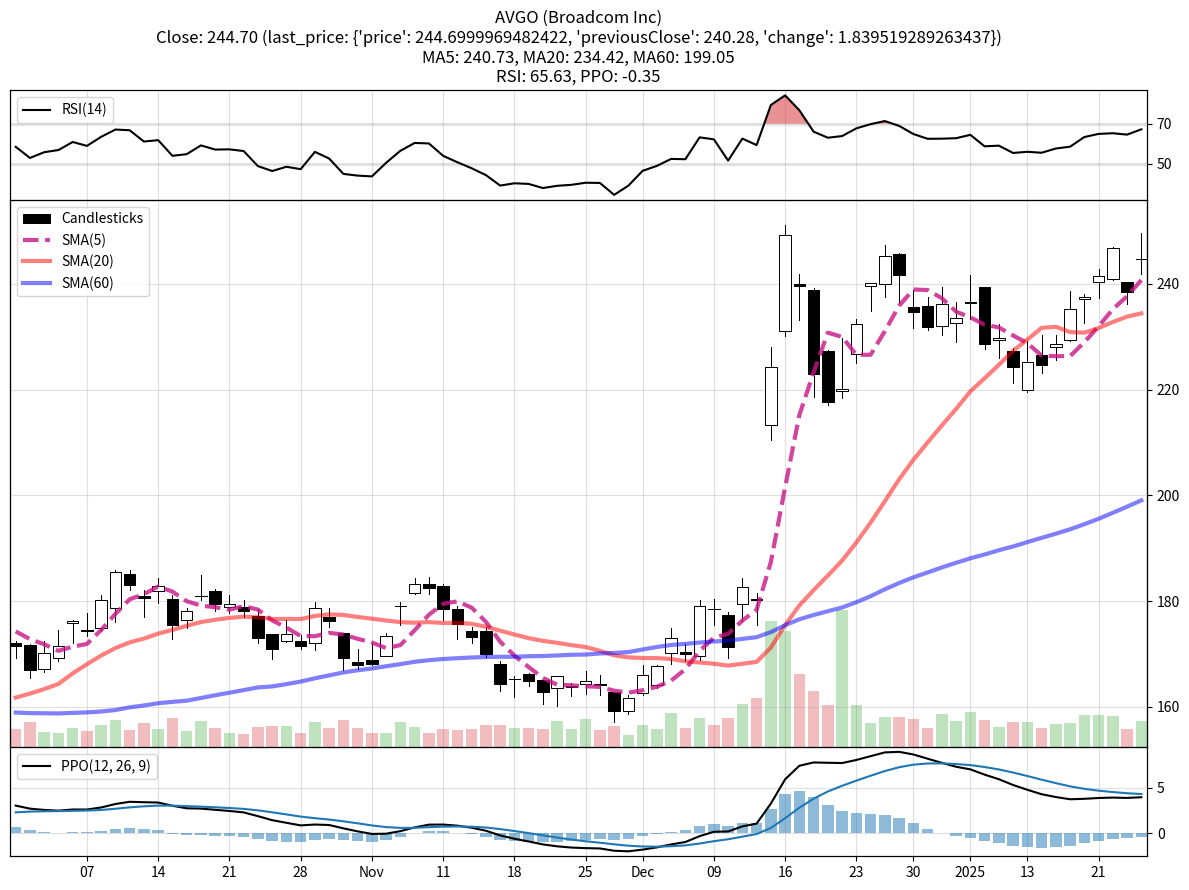 AVGO (Broadcom Inc)
Close: 244.70 (last_price: {'price': 244.6999969482422, 'previousClose': 240.28, 'change': 1.839519289263437})
MA5: 240.73, MA20: 234.42, MA60: 199.05
RSI: 65.63, PPO: -0.35
RSI(14)
70
50
Candlesticks
SMA(5)
SMA(20)
SMA(60)
240
220
200
180
160
PPO(12, 26, 9)
5
0
07 14 21 28 Nov 11 18 25 Dec 09 16 23 30 2025 13 21